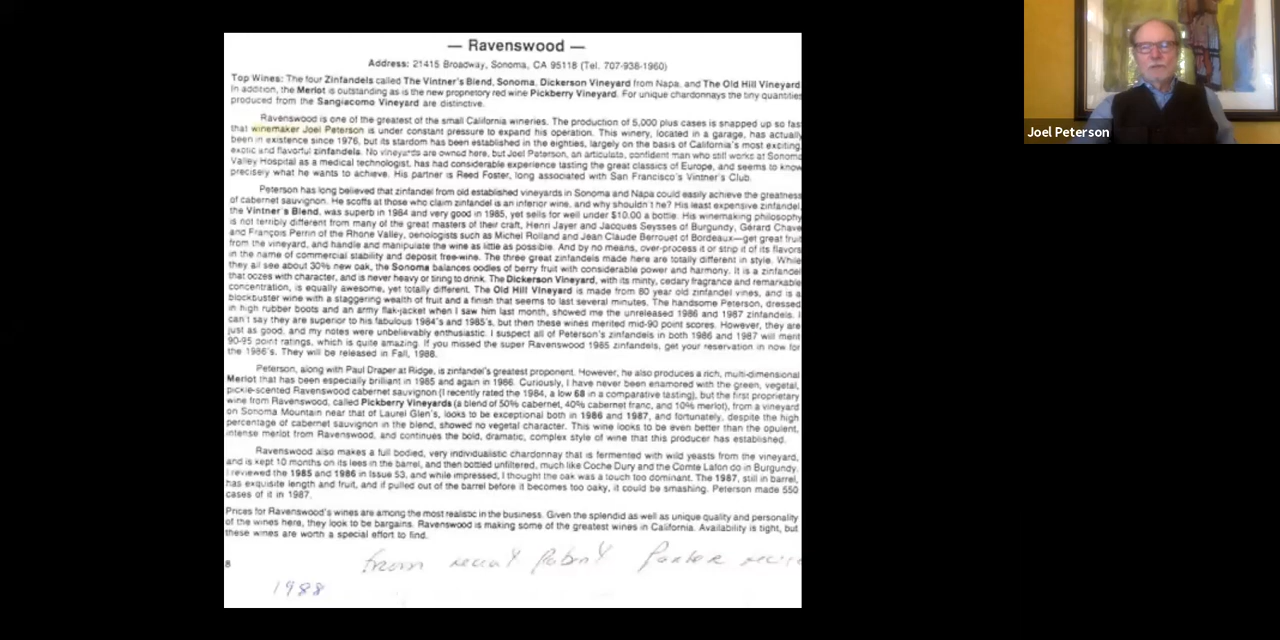 — Ravenswood —
Address: 21415 Broadway, Sonoma, CA 95118 (Tel. 707-938-1960)
Top Wines: The four Zinfandels called The Vintner's Blend, Sonoma, Dickerson Vineyard from Napa, and The Old Hill Vineyard.
In addition, the Merlot is outstanding as is the new proprietory red wine Pickberry Vineyard. For unique chardonnays the tiny quantities
produced from the Sangiacomo Vineyard are distinctive.
Ravenswood is one of the greatest of the small California wineries. The production of 5,000 plus cases is snapped up so fast
that winemaker Joel Peterson is under constant pressure to expand his operation. This winery, located in a garage, has actually
been in existence since 1976, but its stardom has been established in the eighties, largely on the basis of California's most exciting,
exotic and flavorful zinfandels. No vineyards are owned here, but Joel Peterson, an articulate, confident man who still works at Sonoma
Valley Hospital as a medical technologist, has had considerable experience tasting the great classics of Europe, and seems to know
precisely what he wants to achieve. His partner is Reed Foster, long associated with San Francisco's Vintner's Club.
Peterson has long believed that zinfandel from old established vineyards in Sonoma and Napa could easily achieve the greatness
of cabernet sauvignon. He scoffs at those who claim zinfandel is an inferior wine, and why shouldn't he? His least expensive zinfandel,
the Vintner's Blend, was superb in 1984 and very good in 1985, yet sells for well under $10.00 a bottle. His winemaking philosophy
is not terribly different from many of the great masters of their craft, Henri Jayer and Jacques Seysses of Burgundy, Gérard Chave
and François Perrin of the Rhone Valley, oenologists such as Michel Rolland and Jean Claude Berrouet of Bordeaux—get great fruit
from the vineyard, and handle and manipulate the wine as little as possible. And by no means, over-process it or strip it of its flavors
in the name of commercial stability and deposit free-wine. The three great zinfandels made here are totally different in style. While
they all see about 30% new oak, the Sonoma balances oodles of berry fruit with considerable power and harmony. It is a zinfandel
that oozes with character, and is never heavy or tiring to drink. The Dickerson Vineyard, with its minty, cedary fragrance and remarkable
concentration, is equally awesome, yet totally different. The Old Hill Vineyard is made from 80 year old zinfandel vines, and is a
blockbuster wine with a staggering wealth of fruit and a finish that seems to last several minutes. The handsome Peterson, dressed
in high rubber boots and an army flak-jacket when I saw him last month, showed me the unreleased 1986 and 1987 zinfandels. I
can't say they are superior to his fabulous 1984's and 1985's, but then these wines merited mid-90 point scores. However, they are
just as good, and my notes were unbelievably enthusiastic. I suspect all of Peterson's zinfandels in both 1986 and 1987 will merit
90-95 point ratings, which is quite amazing. If you missed the super Ravenswood 1985 zinfandels, get your reservation in now for
the 1986's. They will be released in Fall, 1988.
Peterson, along with Paul Draper at Ridge, is zinfandel's greatest proponent. However, he also produces a rich, multi-dimensional
Merlot that has been especially brilliant in 1985 and again in 1986. Curiously, I have never been enamored with the green, vegetal,
pickle-scented Ravenswood cabernet sauvignon (I recently rated the 1984, a low 68 in a comparative tasting), but the first proprietary
wine from Ravenswood, called Pickberry Vineyards (a blend of 50% cabernet, 40% cabernet franc, and 10% merlot), from a vineyard
on Sonoma Mountain near that of Laurel Glen's, looks to be exceptional both in 1986 and 1987, and fortunately, despite the high
percentage of cabernet sauvignon in the blend, showed no vegetal character. This wine looks to be even better than the opulent,
intense merlot from Ravenswood, and continues the bold, dramatic, complex style of wine that this producer has established.
Ravenswood also makes a full bodied, very individualistic chardonnay that is fermented with wild yeasts from the vineyard,
and is kept 10 months on its lees in the barrel, and then bottled unfiltered, much like Coche Dury and the Comte Lafon do in Burgundy.
I reviewed the 1985 and 1986 in Issue 53, and while impressed, I thought the oak was a touch too dominant. The 1987, still in barrel,
has exquisite length and fruit, and if pulled out of the barrel before it becomes too oaky, it could be smashing. Peterson made 550
cases of it in 1987.
Prices for Ravenswood's wines are among the most realistic in the business. Given the splendid as well as unique quality and personality
of the wines here, they look to be bargains. Ravenswood is making some of the greatest wines in California. Availability is tight, but
these wines are worth a special effort to find.
8
from recent Robert Parker
1988
Joel Peterson